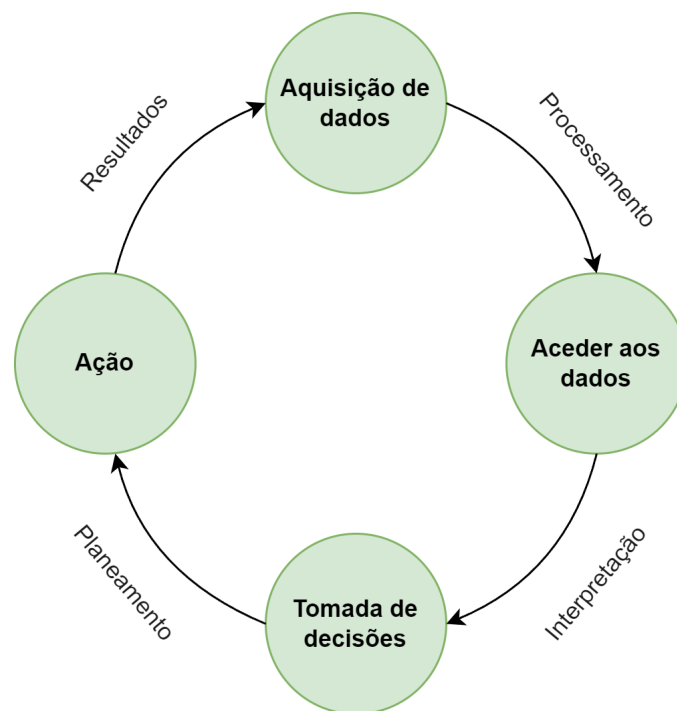 Aquisição de
dados
Resultados
Processamento
Ação
Aceder aos
dados
Planeamento
Interpretação
Tomada de
decisões